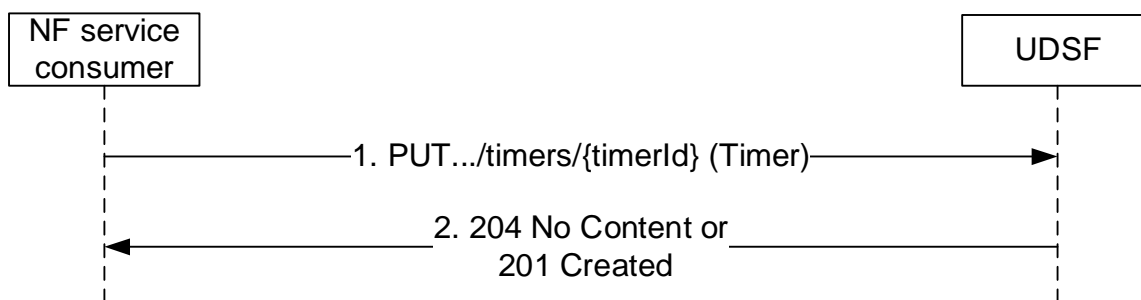 NF service
consumer
UDSF
1. PUT.../timers/{timerId} (Timer)
2. 204 No Content or
201 Created